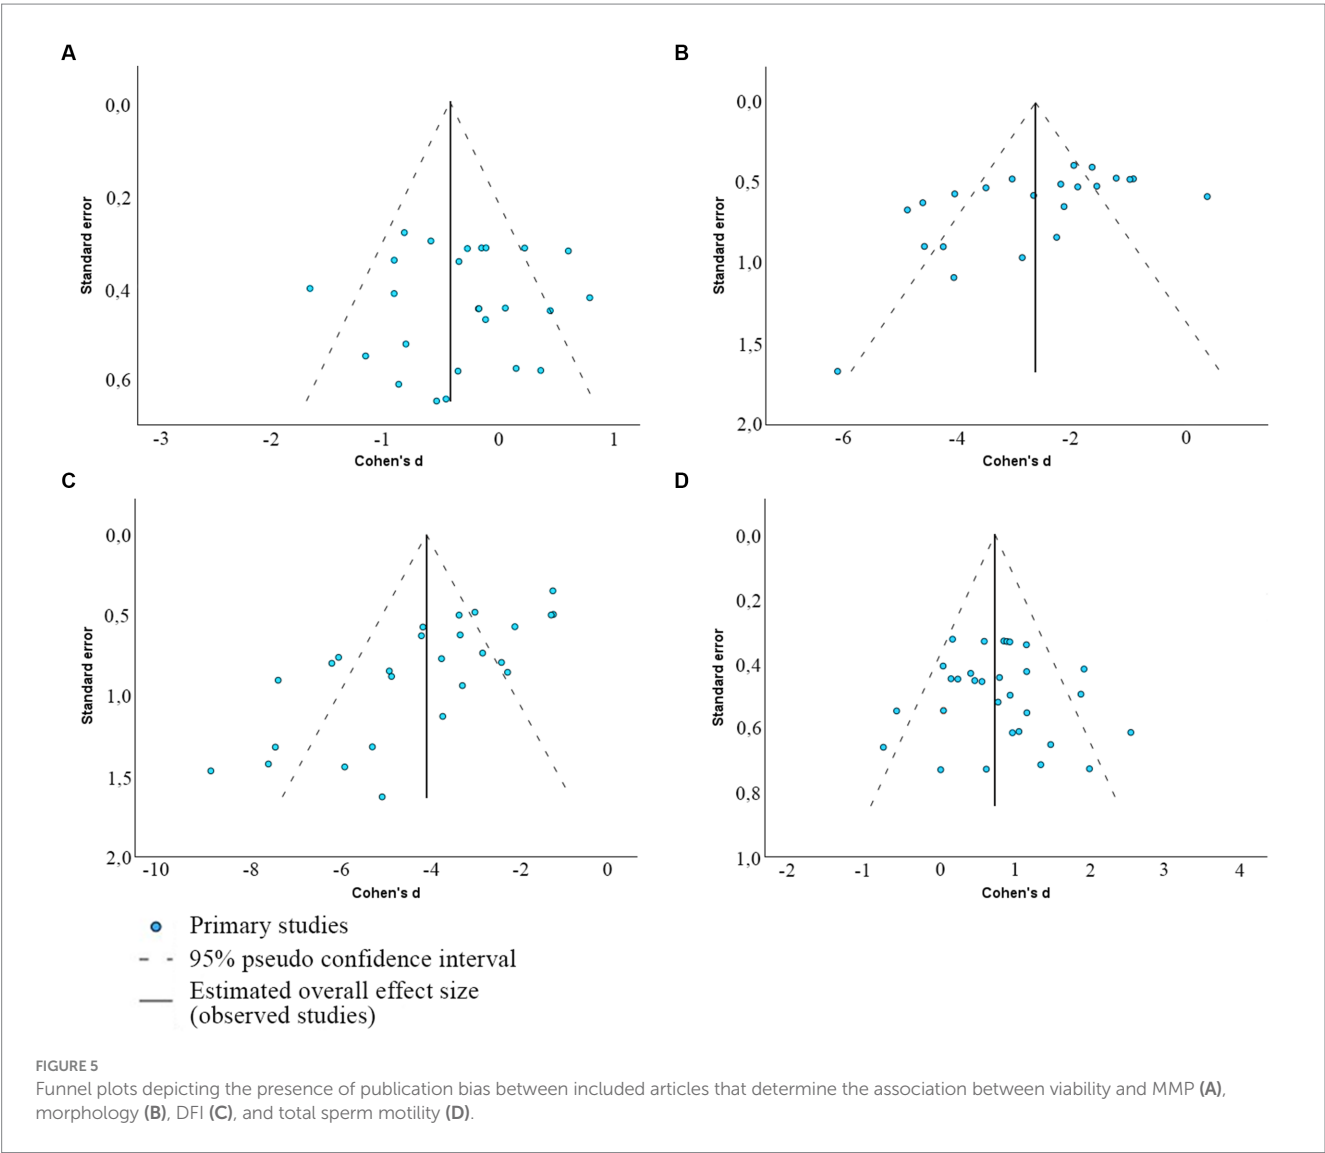 A
0,0
0,2
0,4
0,6
Standard error
-3 -2 -1 0 1
Cohen's d
B
0,0
0,5
1,0
1,5
2,0
Standard error
-6 -4 -2 0
Cohen's d
C
0,0
0,5
1,0
1,5
2,0
Standard error
-10 -8 -6 -4 -2 0
Cohen's d
D
0,0
0,2
0,4
0,6
0,8
1,0
Standard error
-2 -1 0 1 2 3 4
Cohen's d
Primary studies
95% pseudo confidence interval
Estimated overall effect size
(observed studies)
FIGURE 5
Funnel plots depicting the presence of publication bias between included articles that determine the association between viability and MMP (A),
morphology (B), DFI (C), and total sperm motility (D).